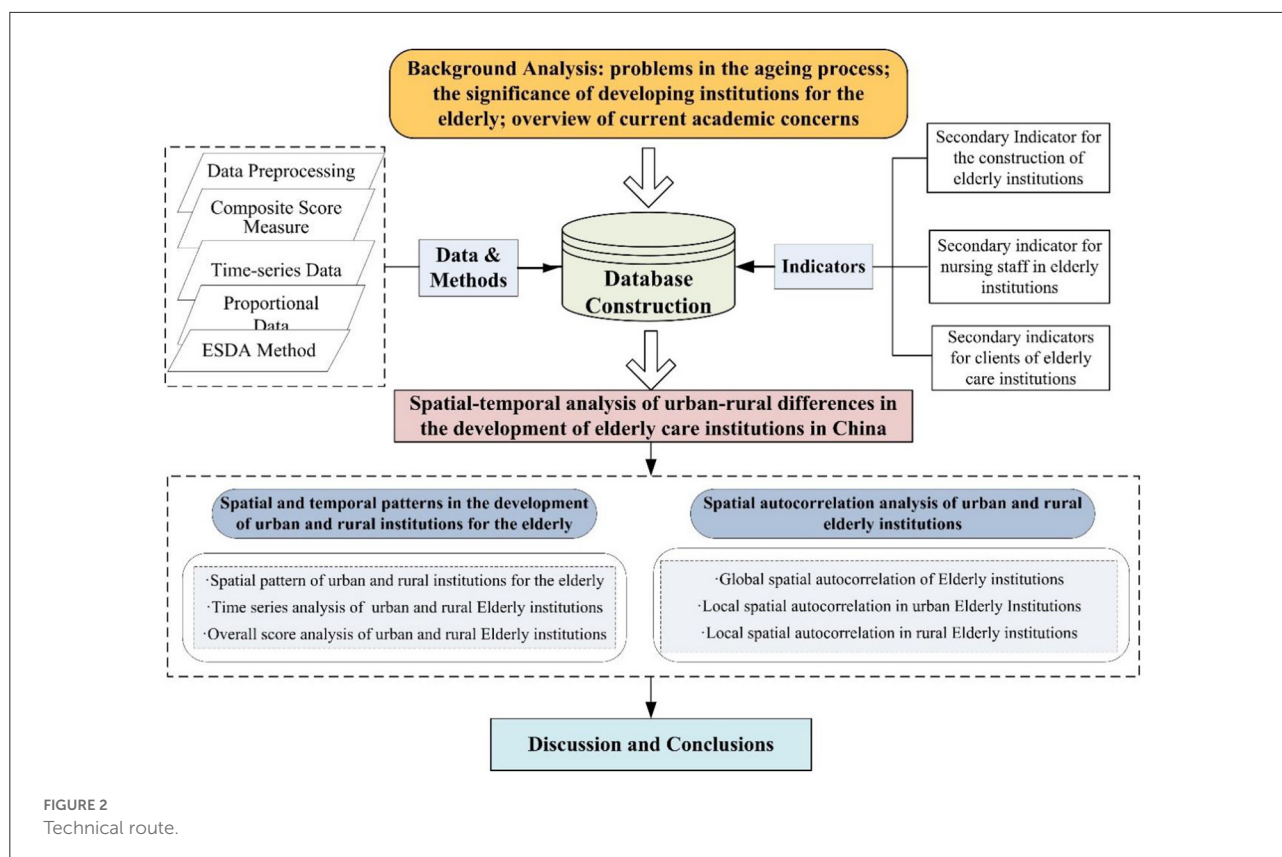 Background Analysis: problems in the ageing process;
the significance of developing institutions for the
elderly; overview of current academic concerns
Data Preprocessing
Composite Score
Measure
Time-series Data
Proportional
Data
ESDA Method
Data &
Methods
Database
Construction
Indicators
Secondary Indicator for
the construction of
elderly institutions
Secondary indicator for
nursing staff in elderly
institutions
Secondary indicators
for clients of elderly
care institutions
Spatial-temporal analysis of urban-rural differences in
the development of elderly care institutions in China
Spatial and temporal patterns in the development
of urban and rural institutions for the elderly
·Spatial pattern of urban and rural institutions for the elderly
·Time series analysis of urban and rural Elderly institutions
·Overall score analysis of urban and rural Elderly institutions
Spatial autocorrelation analysis of urban and rural
elderly institutions
·Global spatial autocorrelation of Elderly institutions
·Local spatial autocorrelation in urban Elderly Institutions
·Local spatial autocorrelation in rural Elderly institutions
Discussion and Conclusions
FIGURE 2
Technical route.